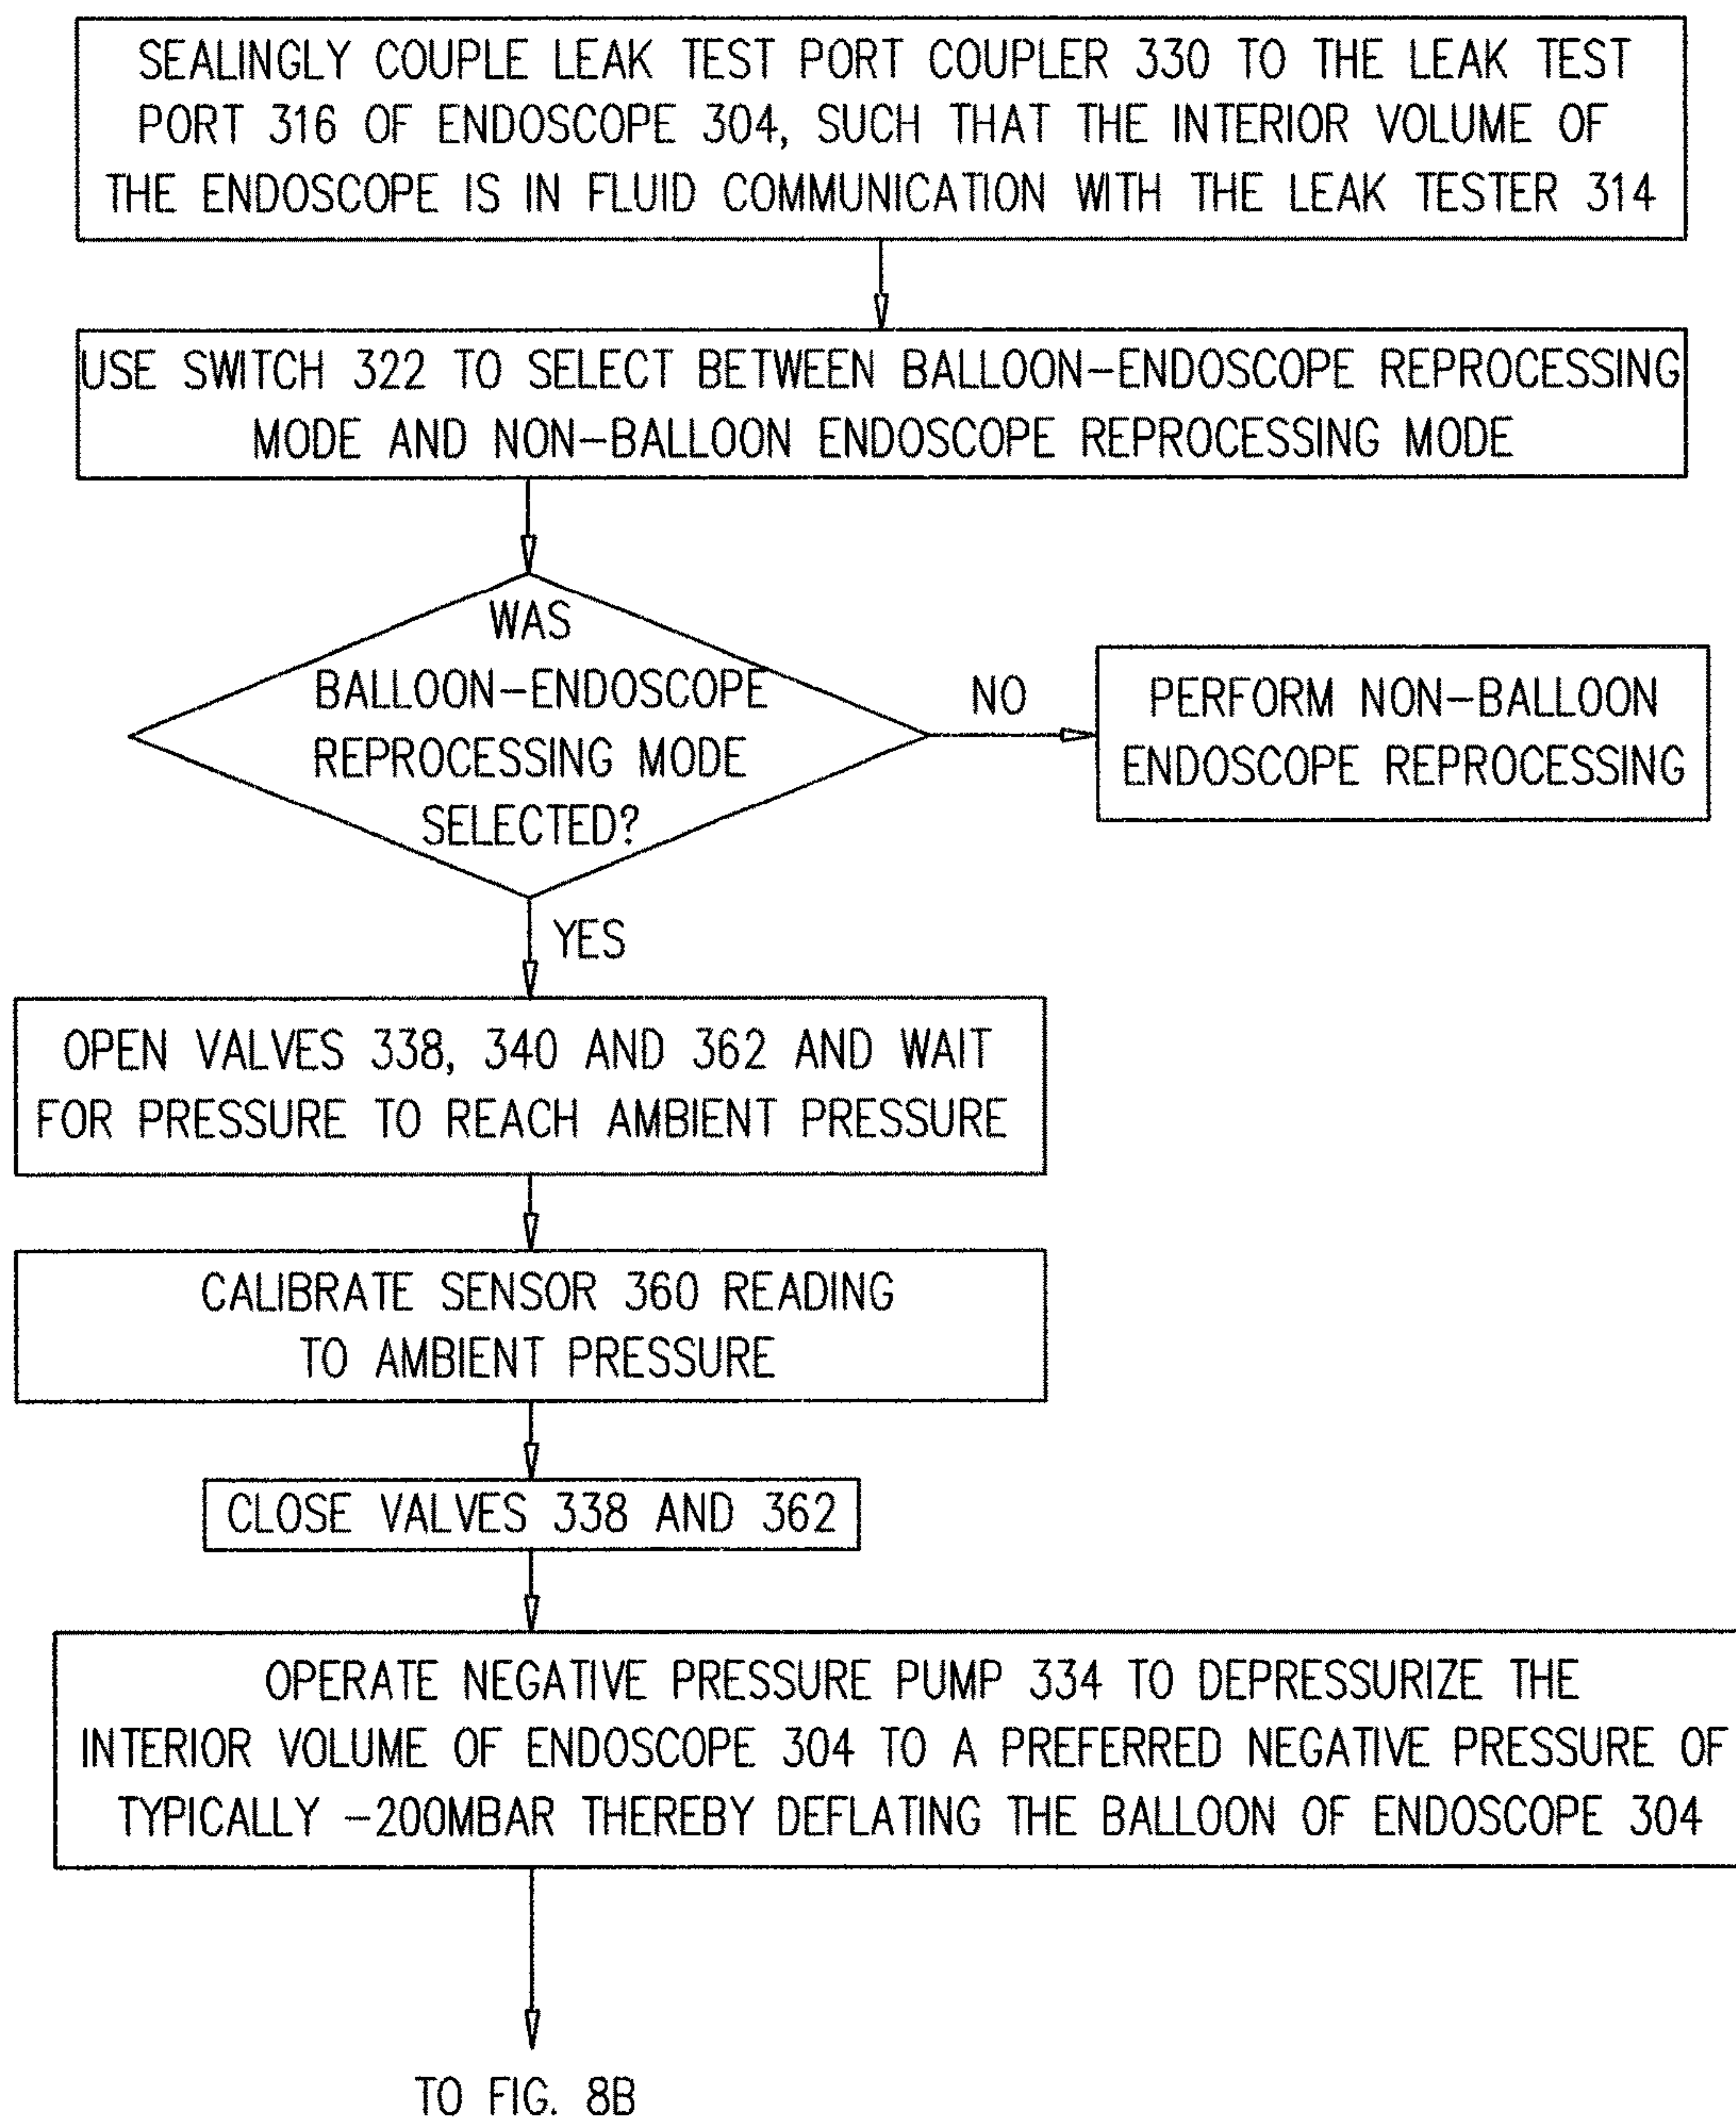 SEALINGLY COUPLE LEAK TEST PORT COUPLER 330 TO THE LEAK TEST
PORT 316 OF ENDOSCOPE 304, SUCH THAT THE INTERIOR VOLUME OF
THE ENDOSCOPE IS IN FLUID COMMUNICATION WITH THE LEAK TESTER 314
USE SWITCH 322 TO SELECT BETWEEN BALLOON-ENDOSCOPE REPROCESSING
MODE AND NON-BALLOON ENDOSCOPE REPROCESSING MODE
WAS
BALLOON-ENDOSCOPE
REPROCESSING MODE
SELECTED?
NO
PERFORM NON-BALLOON
ENDOSCOPE REPROCESSING
YES
OPEN VALVES 338, 340 AND 362 AND WAIT
FOR PRESSURE TO REACH AMBIENT PRESSURE
CALIBRATE SENSOR 360 READING
TO AMBIENT PRESSURE
CLOSE VALVES 338 AND 362
OPERATE NEGATIVE PRESSURE PUMP 334 TO DEPRESSURIZE THE
INTERIOR VOLUME OF ENDOSCOPE 304 TO A PREFERRED NEGATIVE PRESSURE OF
TYPICALLY -200MBAR THEREBY DEFLATING THE BALLOON OF ENDOSCOPE 304
TO FIG. 8B